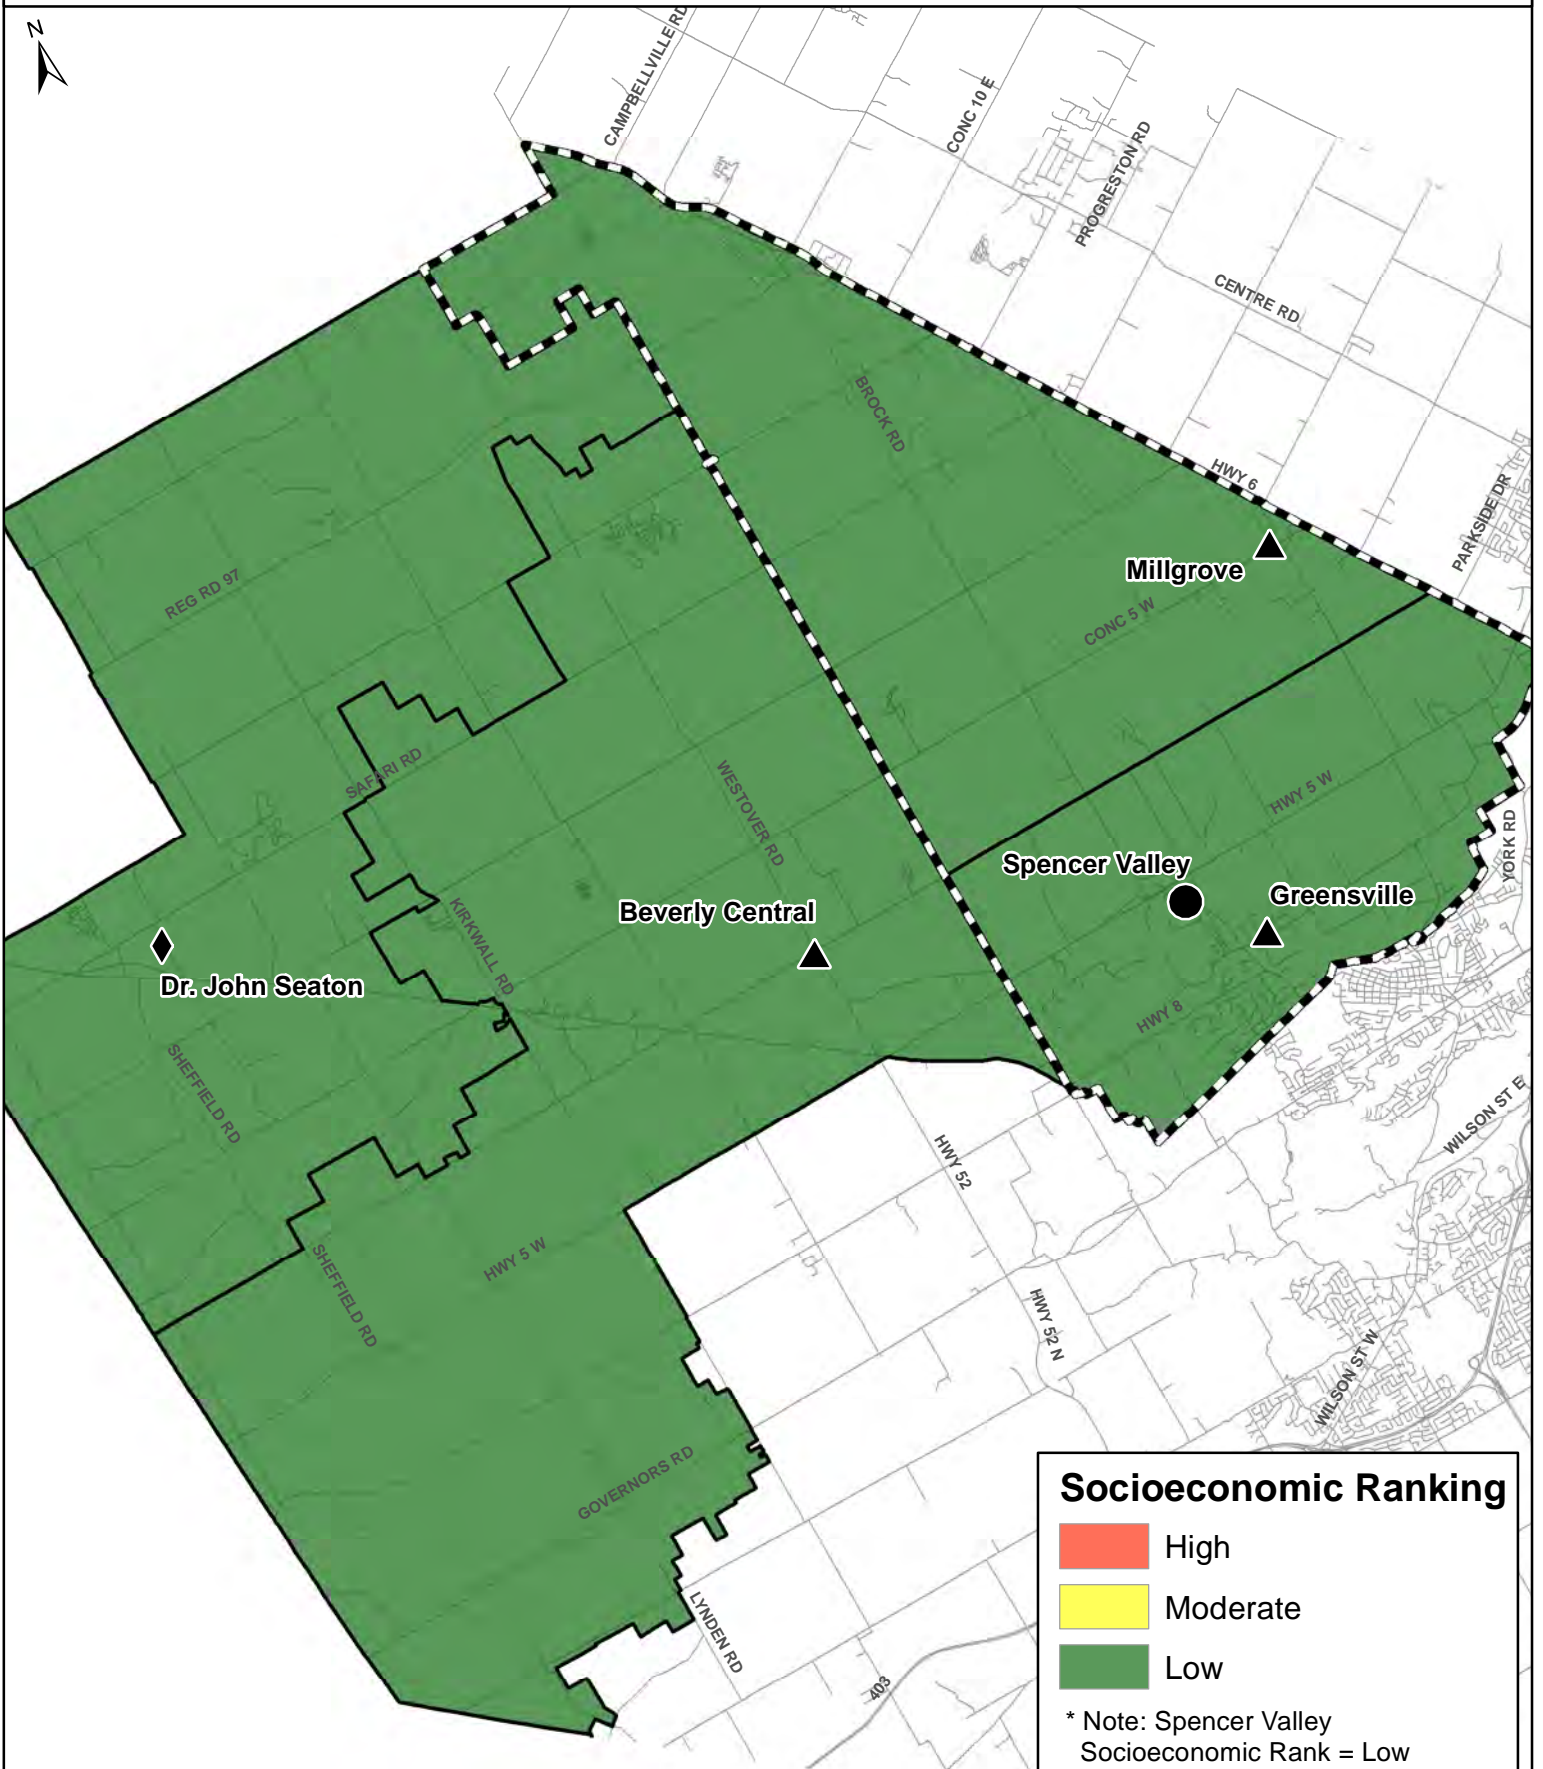 N
CAMPBELLVILLE RD
CONC 10 E
PROGRESTON RD
CENTRE RD
BROCK RD
HWY 6
PARKSIDE DR
Millgrove
REG RD 97
CONC 5 W
SAFARI RD
WESTOVER RD
HWY 5 W
YORK RD
Spencer Valley
Greensville
Beverly Central
KIRKWALL RD
Dr. John Seaton
HWY 8
SHEFFIELD RD
WILSON ST E
HWY 52
SHEFFIELD RD
HWY 5 W
HWY 52 N
WILSON ST W
GOVERNORS RD
LYNDEN RD
403
Socioeconomic Ranking
High
Moderate
Low
* Note: Spencer Valley
Socioeconomic Rank = Low